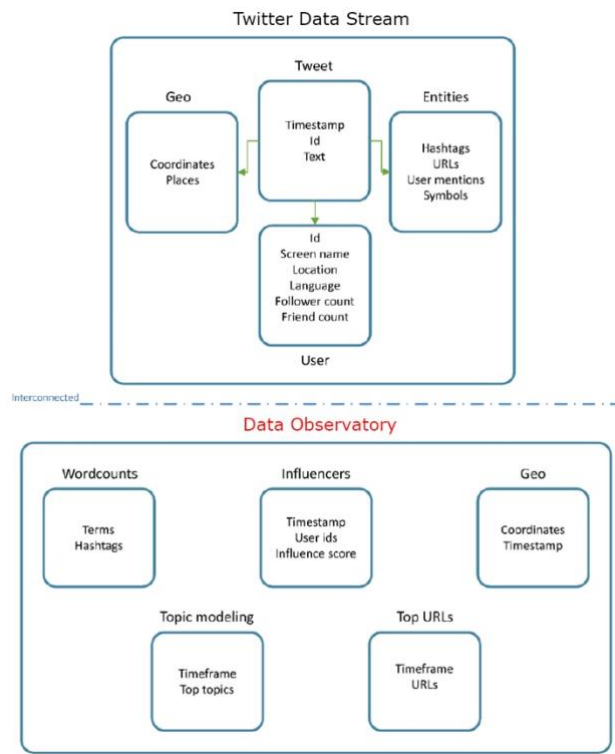 Twitter Data Stream
Tweet
Geo
Entities
Timestamp
Id
Text
Coordinates
Places
Hashtags
URLs
User mentions
Symbols
Id
Screen name
Location
Language
Follower count
Friend count
User
Interconnected
Data Observatory
Wordcounts
Influencers
Geo
Terms
Hashtags
Timestamp
User ids
Influence score
Coordinates
Timestamp
Topic modeling
Top URLs
Timeframe
Top topics
Timeframe
URLs